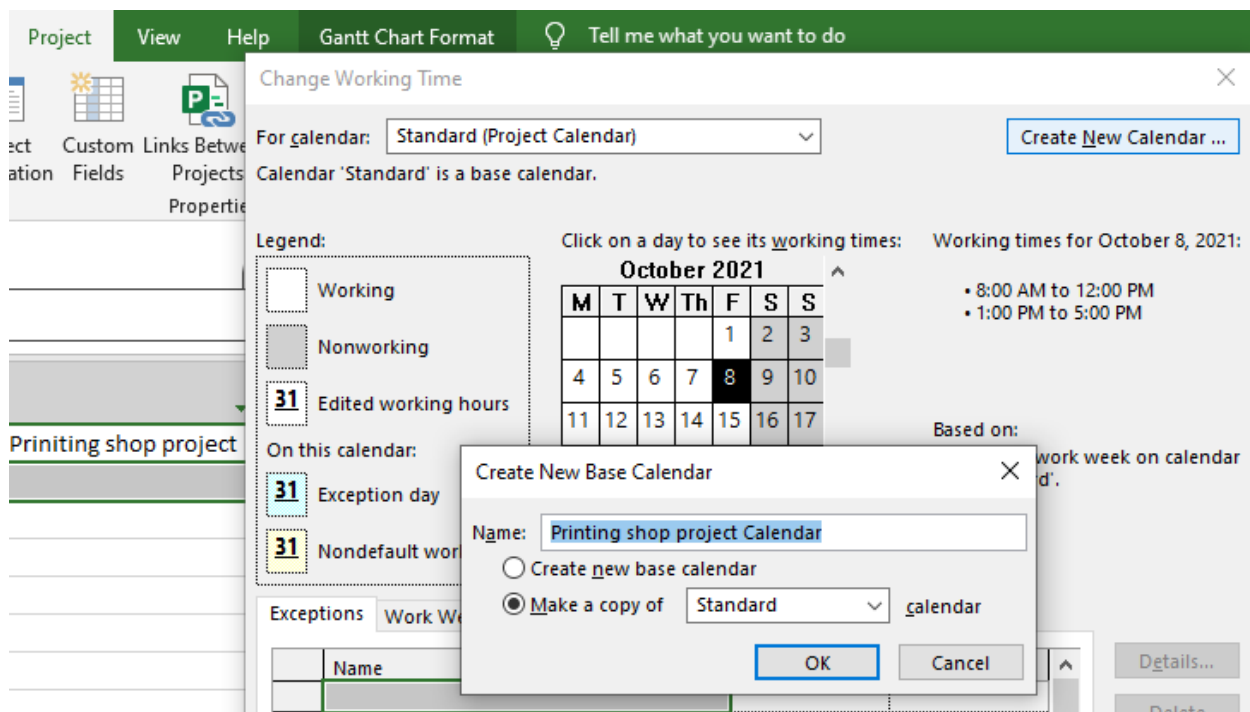 Project View Help Gantt Chart Format Tell me what you want to do
Change Working Time
ect Custom Links Betwe
ation Fields Projects
Propertie
For calendar: Standard (Project Calendar) Create New Calendar ...
Calendar 'Standard' is a base calendar.
Legend: Click on a day to see its working times: Working times for October 8, 2021:
Working
Nonworking
31 Edited working hours
On this calendar:
31 Exception day
31 Nondefault wor
October 2021
M T W Th F S S
1 2 3
4 5 6 7 8 9 10
11 12 13 14 15 16 17
• 8:00 AM to 12:00 PM
• 1:00 PM to 5:00 PM
Based on:
work week on calendar
d'.
Priniting shop project
Create New Base Calendar
Name: Printing shop project Calendar
Create new base calendar
Make a copy of Standard calendar
OK Cancel
Exceptions Work We
Name
Details...
Delete